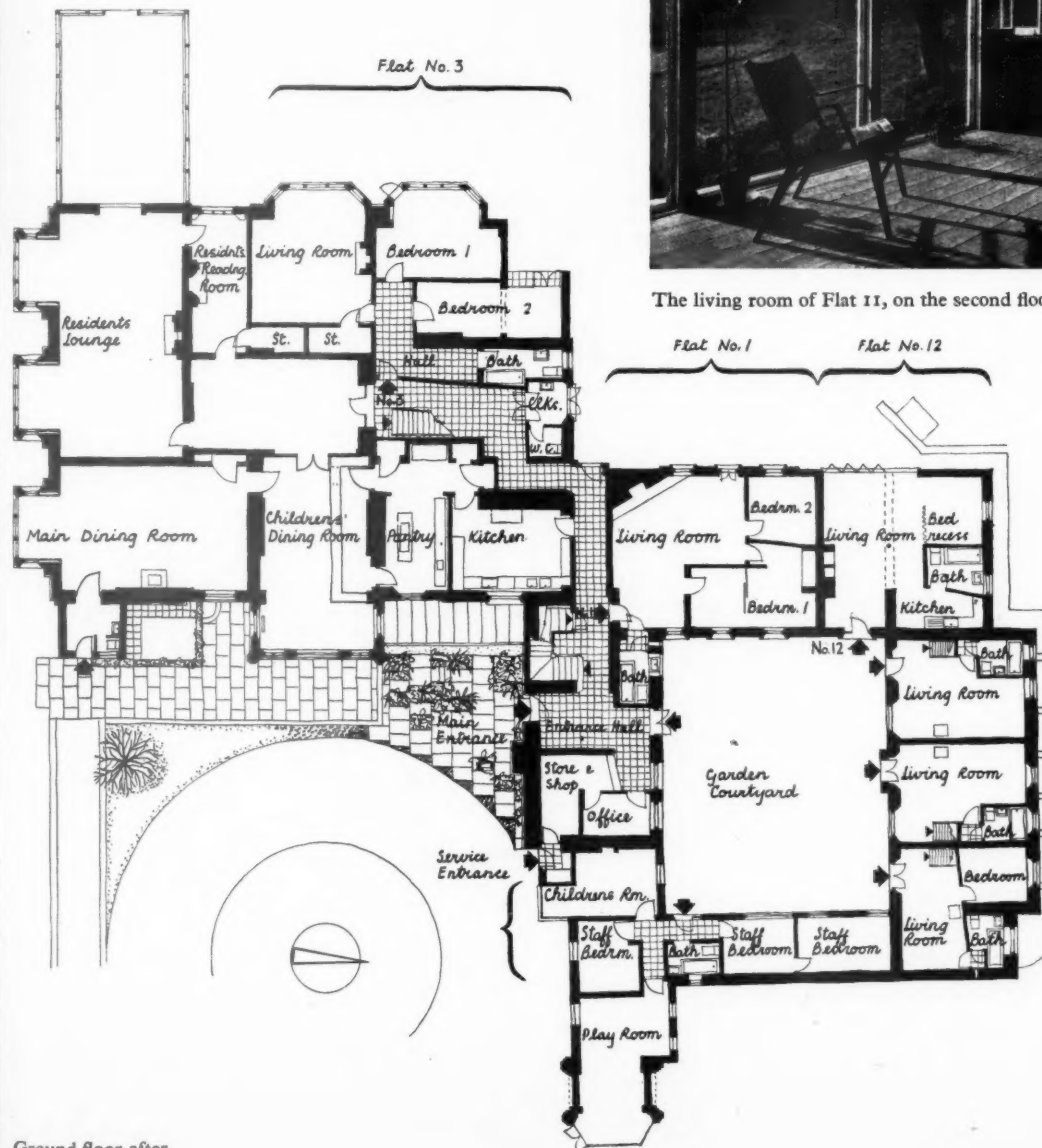 Flat No. 3
The living room of Flat 11, on the second floo
Flat No. 1
Flat No. 12
Residents
Lounge
Residnts
Readng.
Room
Living Room
Bedroom 1
Bedroom 2
St.
St.
Hall
Bath
No.3
Clks.
W.C.
Main Dining Room
Childrens'
Dining Room
Pantry
Kitchen
Living Room
Bedrm. 2
Bedrm. 1
Living Room
Bed
recess
Bath
Kitchen
No.12
Bath
Living Room
Living Room
Bath
Bedroom
Living
Room
Bath
Bath
Main
Entrance
Entrance Hall
Store &
Shop
Office
Garden
Courtyard
Service
Entrance
Childrens Rm.
Staff
Bedrm.
Bath
Staff
Bedroom
Staff
Bedroom
Play Room
Ground floor after